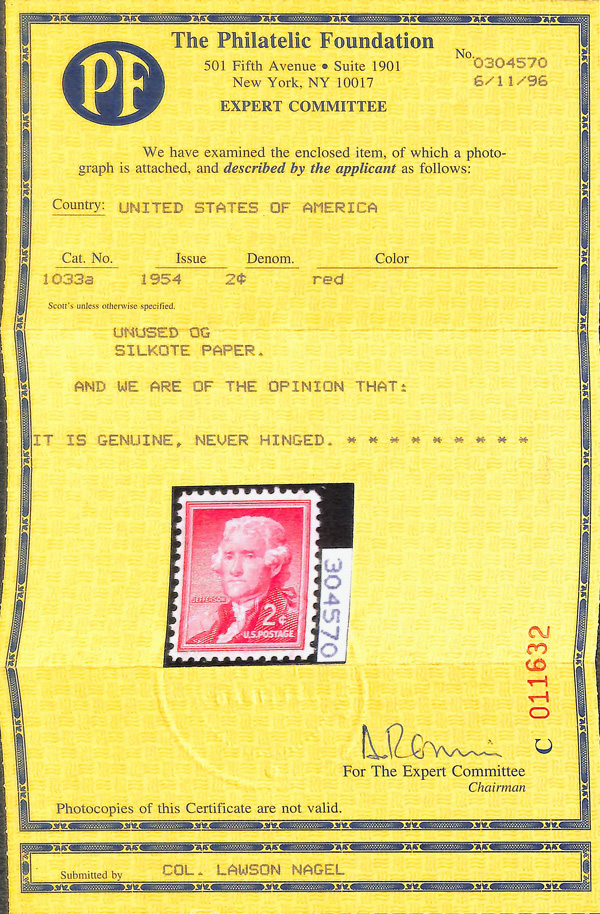 PF
The Philatelic Foundation
501 Fifth Avenue • Suite 1901
New York, NY 10017
EXPERT COMMITTEE
No. 0304570
6/11/96
We have examined the enclosed item, of which a photo-
graph is attached, and described by the applicant as follows:
Country: UNITED STATES OF AMERICA
Cat. No. Issue Denom. Color
1033a 1954 2¢ red
Scott's unless otherwise specified.
UNUSED OG
SILKOTE PAPER.
AND WE ARE OF THE OPINION THAT:
IT IS GENUINE, NEVER HINGED. * * * * * * * * *
JEFFERSON
2¢
U.S. POSTAGE
304570
C 011632
For The Expert Committee
Chairman
Photocopies of this Certificate are not valid.
Submitted by COL. LAWSON NAGEL